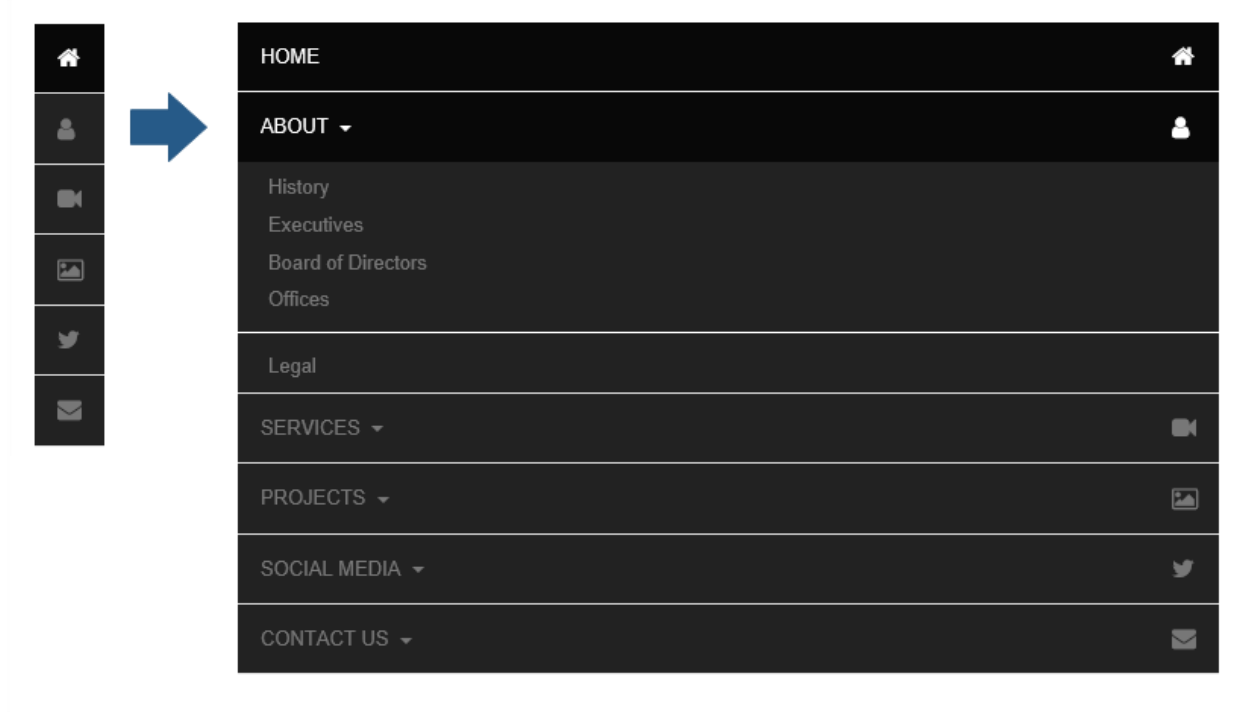 HOME
ABOUT
History
Executives
Board of Directors
Offices
Legal
SERVICES
PROJECTS
SOCIAL MEDIA
CONTACT US